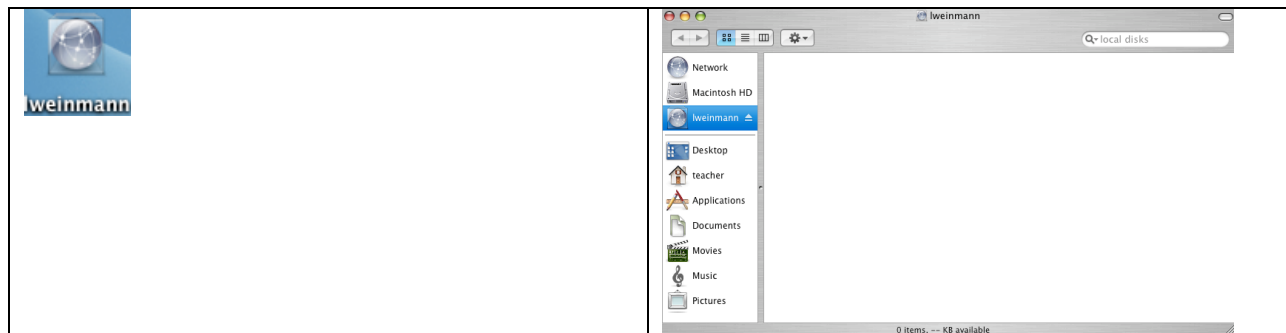 lweinmann
lweinmann
local disks
Network
Macintosh HD
lweinmann
Desktop
teacher
Applications
Documents
Movies
Music
Pictures
0 items, -- KB available